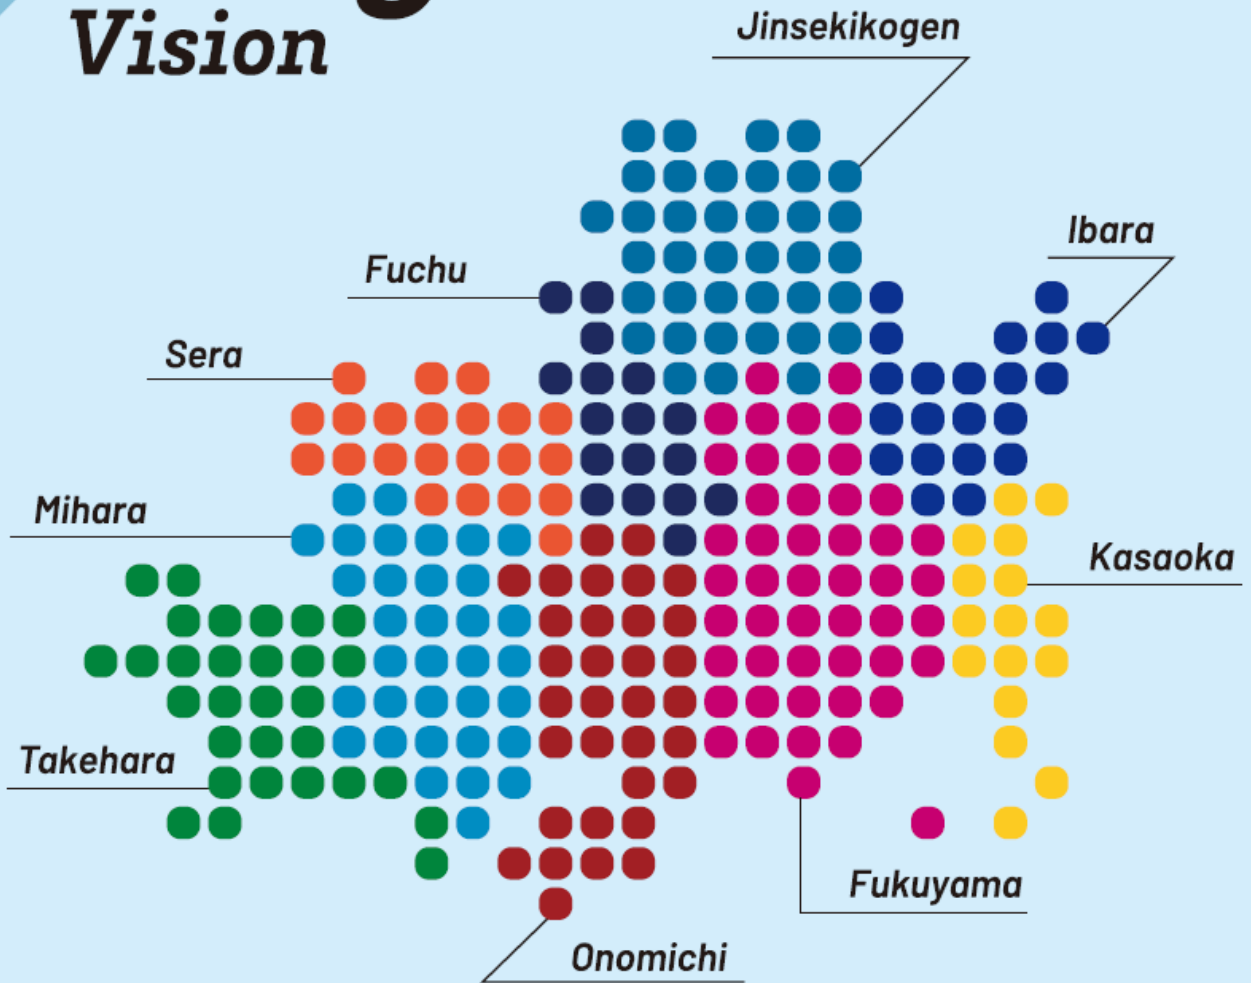 Vision
Jinsekikogen
Ibara
Fuchu
Sera
Mihara
Kasaoka
Takehara
Fukuyama
Onomichi